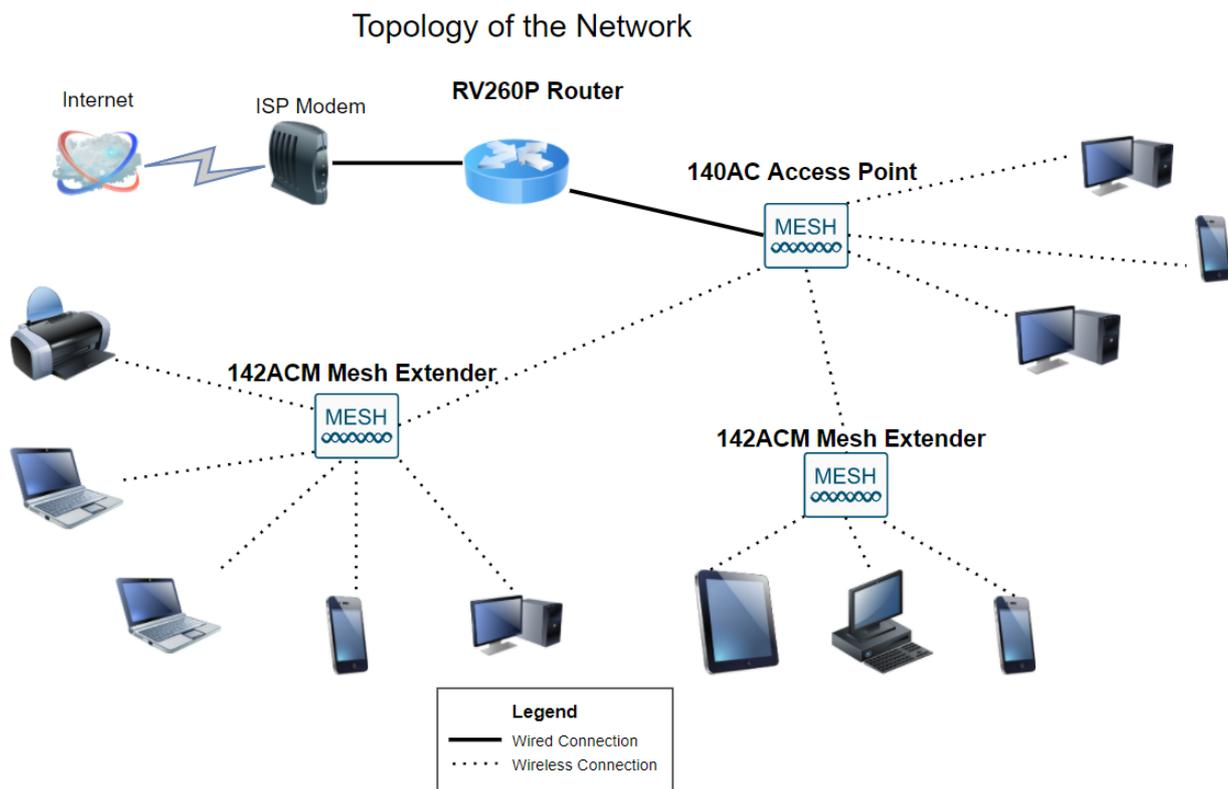 Topology of the Network
Internet
ISP Modem
RV260P Router
140AC Access Point
MESH
142ACM Mesh Extender
MESH
142ACM Mesh Extender
MESH
Legend
Wired Connection
Wireless Connection